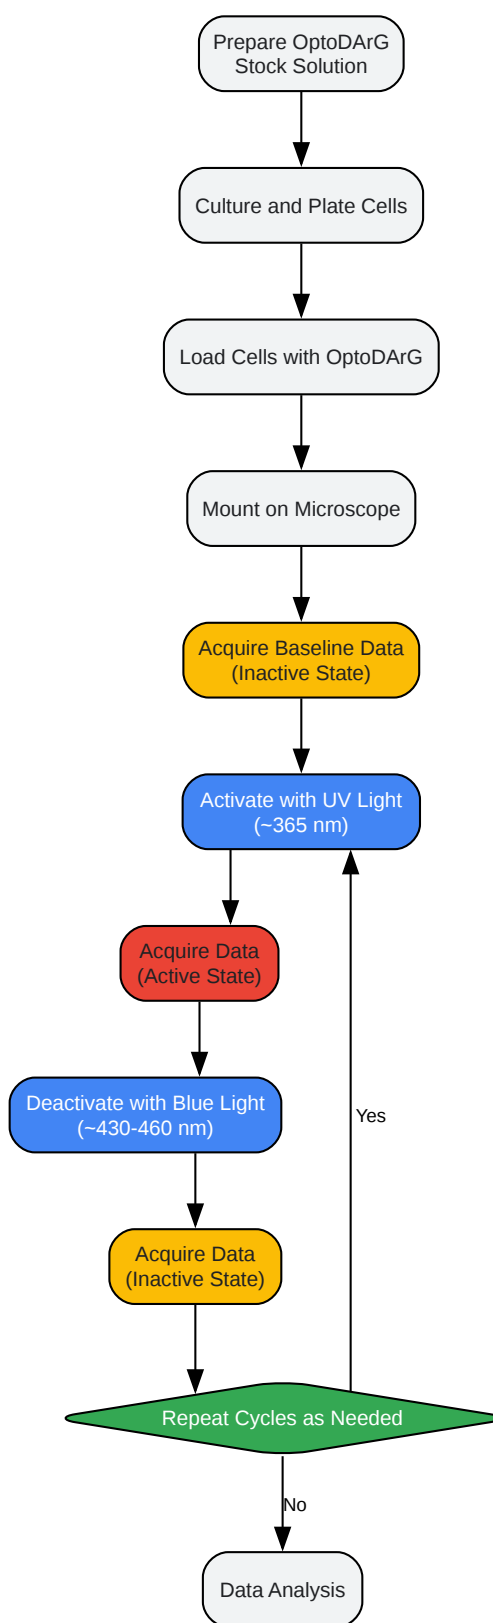 Prepare OptoDArG
Stock Solution
Culture and Plate Cells
Load Cells with OptoDArG
Mount on Microscope
Acquire Baseline Data
(Inactive State)
Activate with UV Light
(~365 nm)
Acquire Data
(Active State)
Deactivate with Blue Light
(~430-460 nm)
Yes
Acquire Data
(Inactive State)
Repeat Cycles as Needed
No
Data Analysis